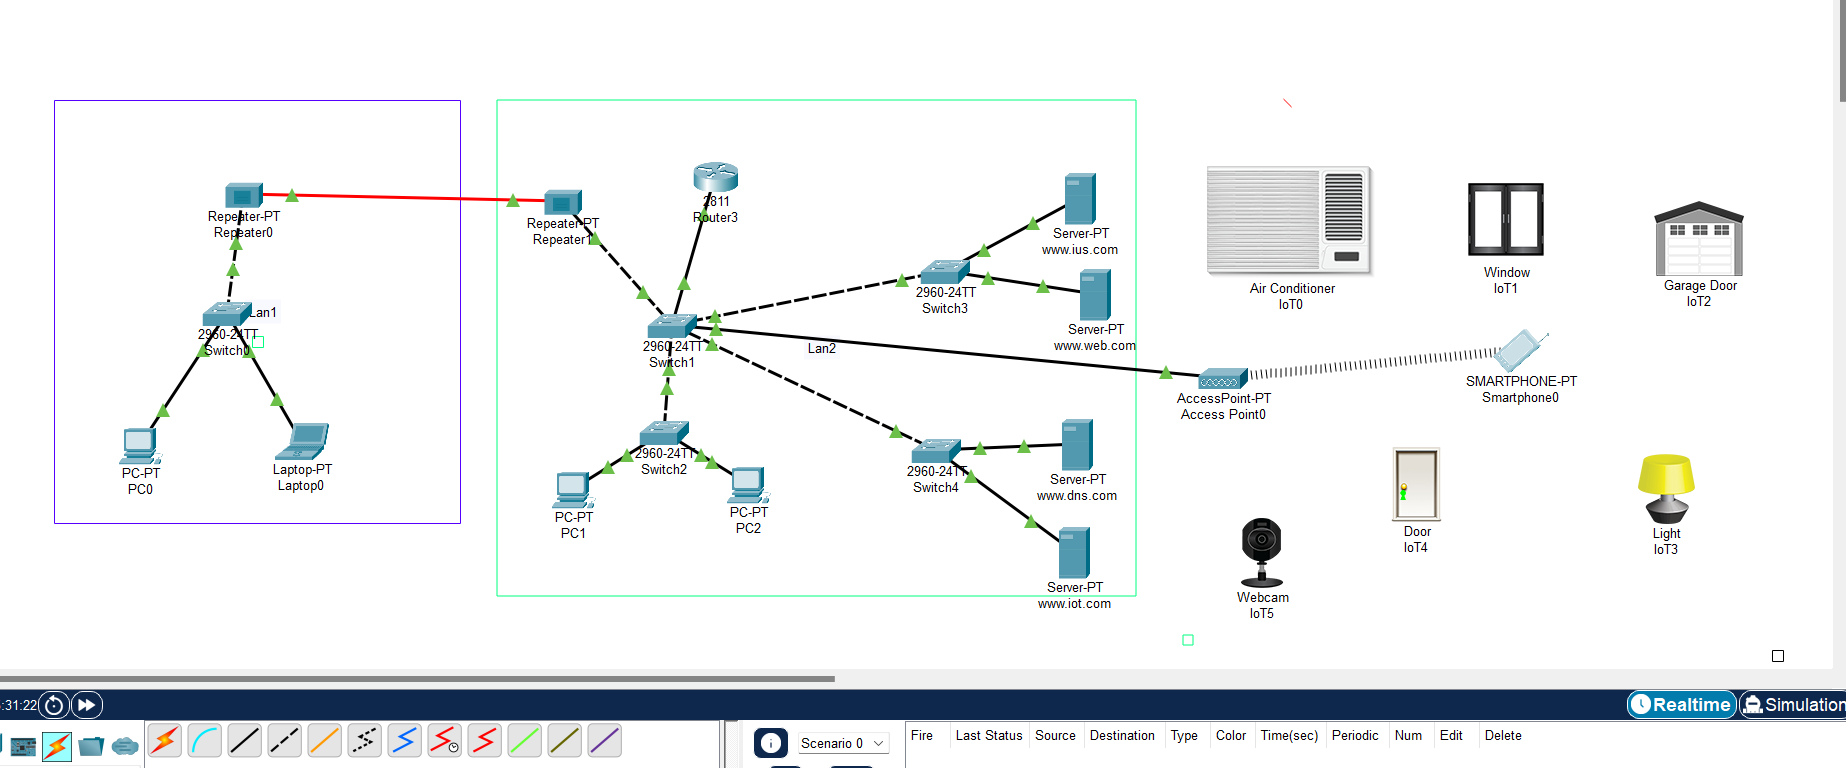 Repeater-PT
Repeater0
Lan1
2960-24TT
Switch0
PC-PT
PC0
Laptop-PT
Laptop0
Repeater-PT
Repeater1
2811
Router3
2960-24TT
Switch1
Lan2
2960-24TT
Switch2
PC-PT
PC1
PC-PT
PC2
2960-24TT
Switch3
Server-PT
www.ius.com
Server-PT
www.web.com
2960-24TT
Switch4
Server-PT
www.dns.com
Server-PT
www.iot.com
AccessPoint-PT
Access Point0
Air Conditioner
IoT0
Window
IoT1
Garage Door
IoT2
SMARTPHONE-PT
Smartphone0
Door
IoT4
Light
IoT3
Webcam
IoT5
:31:22
Realtime
Simulation
Scenario 0
Fire Last Status Source Destination Type Color Time(sec) Periodic Num Edit Delete